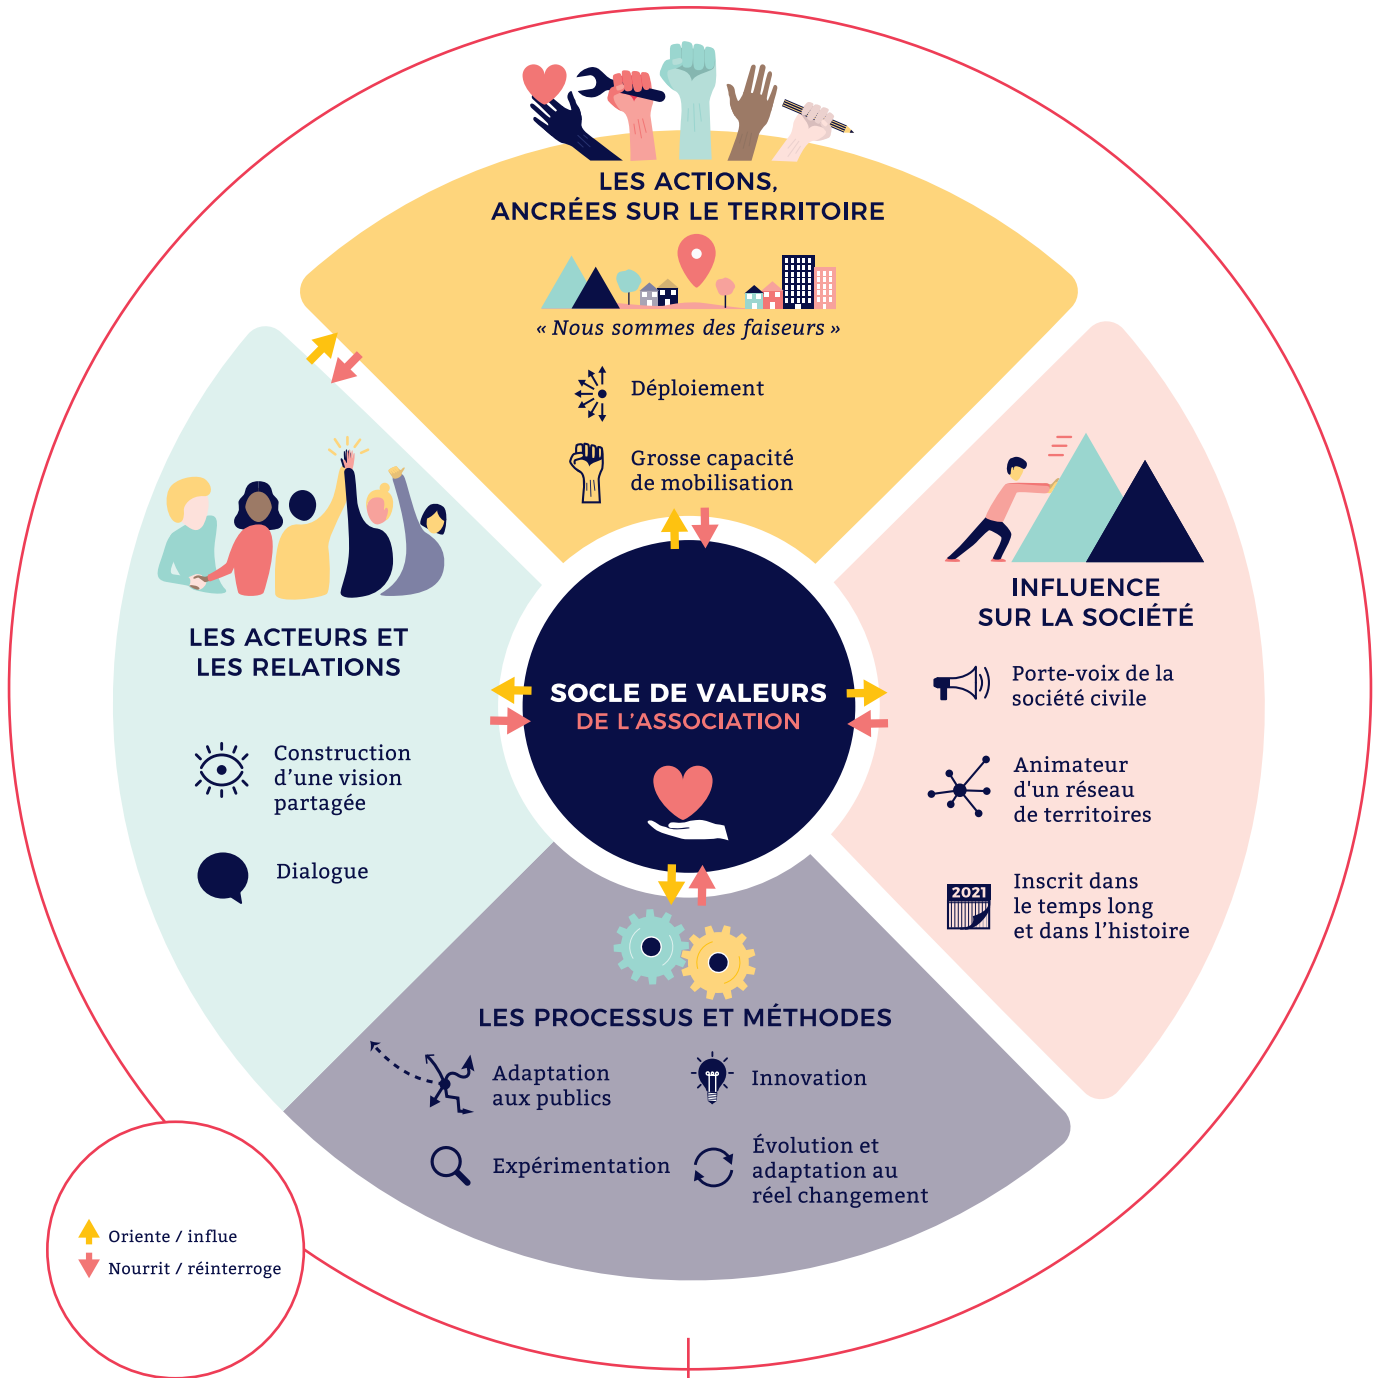 LES ACTIONS,
ANCRÉES SUR LE TERRITOIRE
« Nous sommes des faiseurs »
Déploiement
Grosse capacité
de mobilisation
LES ACTEURS ET
LES RELATIONS
Construction
d’une vision
partagée
Dialogue
SOCLE DE VALEURS
DE L’ASSOCIATION
INFLUENCE
SUR LA SOCIÉTÉ
Porte-voix de la
société civile
Animateur
d'un réseau
de territoires
2021
Inscrit dans
le temps long
et dans l’histoire
LES PROCESSUS ET MÉTHODES
Adaptation
aux publics
Innovation
Expérimentation
Évolution et
adaptation au
réel changement
Oriente / influe
Nourrit / réinterroge